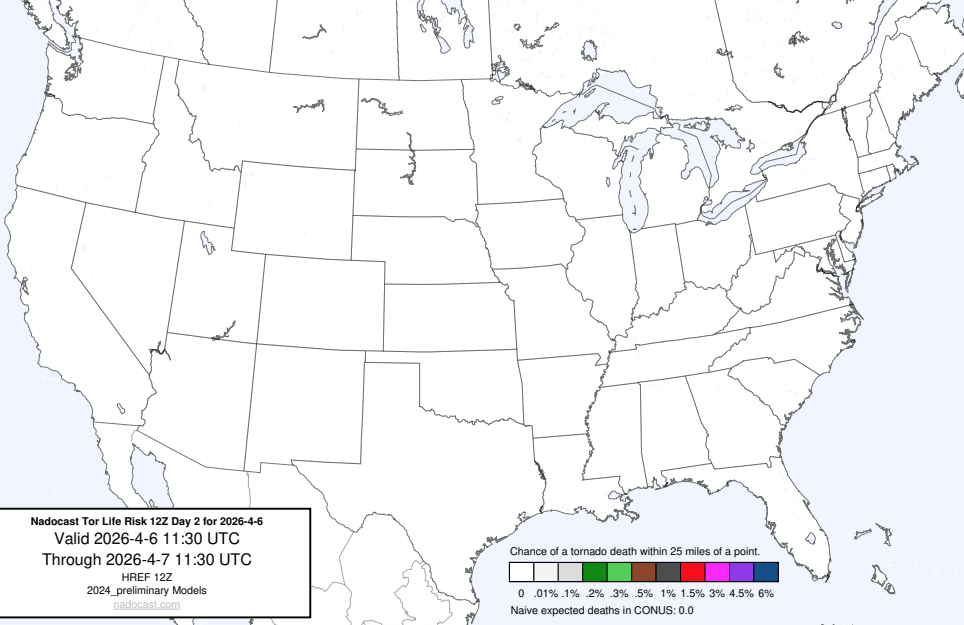 Nadocast Tor Life Risk 12Z Day 2 for 2026-4-6
Valid 2026-4-6 11:30 UTC
Through 2026-4-7 11:30 UTC
HREF 12Z
2024_preliminary Models
nadocast.com
Chance of a tornado death within 25 miles of a point.
0 .01% .1% .2% .3% .5% 1% 1.5% 3% 4.5% 6%
Naive expected deaths in CONUS: 0.0